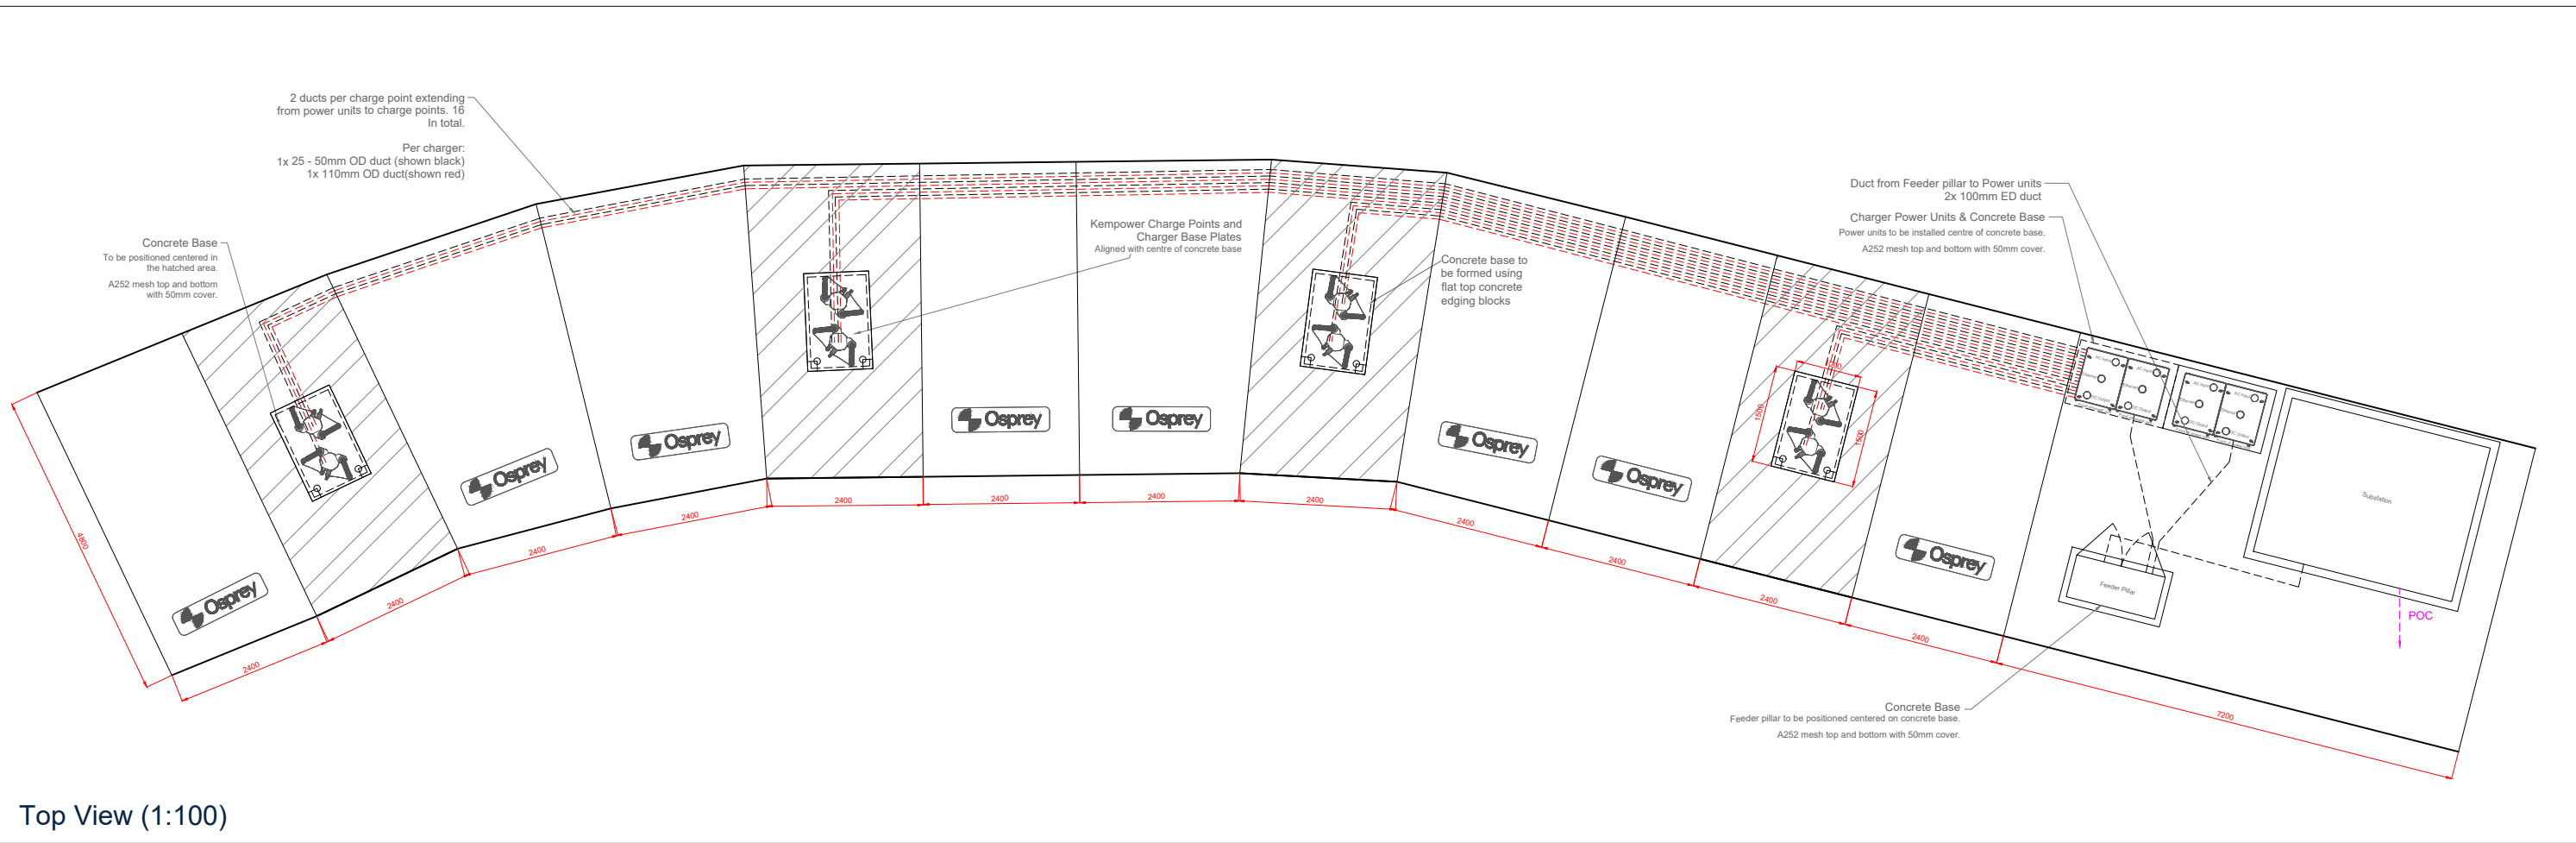 2 ducts per charge point extending
from power units to charge points. 16
In total.
Per charger:
1x 25 - 50mm OD duct (shown black)
1x 110mm OD duct(shown red)
Concrete Base
To be positioned centered in
the hatched area.
A252 mesh top and bottom
with 50mm cover.
Kempower Charge Points and
Charger Base Plates
Aligned with centre of concrete base
Concrete base to
be formed using
flat top concrete
edging blocks
Duct from Feeder pillar to Power units
2x 100mm ED duct
Charger Power Units & Concrete Base
Power units to be installed centre of concrete base.
A252 mesh top and bottom with 50mm cover.
Osprey
Osprey
Osprey
Osprey
Osprey
Osprey
Osprey
Osprey
1500
1500
Substation
Feeder Pillar
POC
4800
2400
2400
2400
2400
2400
2400
2400
2400
2400
2400
2400
2400
7200
Concrete Base
Feeder pillar to be positioned centered on concrete base.
A252 mesh top and bottom with 50mm cover.
Top View (1:100)